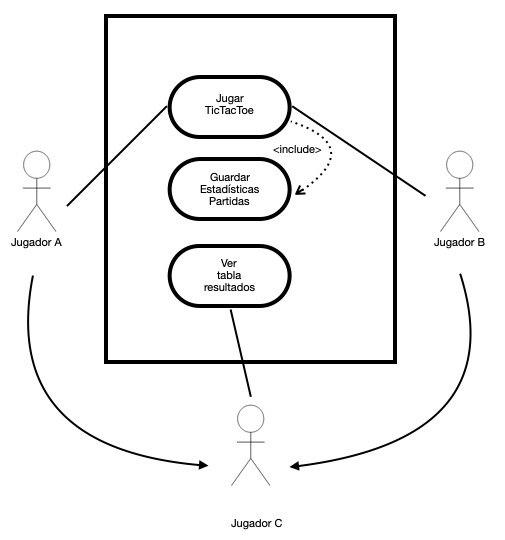 Jugar
TicTacToe
<include>
Guardar
Estadísticas
Partidas
Jugador A
Jugador B
Ver
tabla
resultados
Jugador C